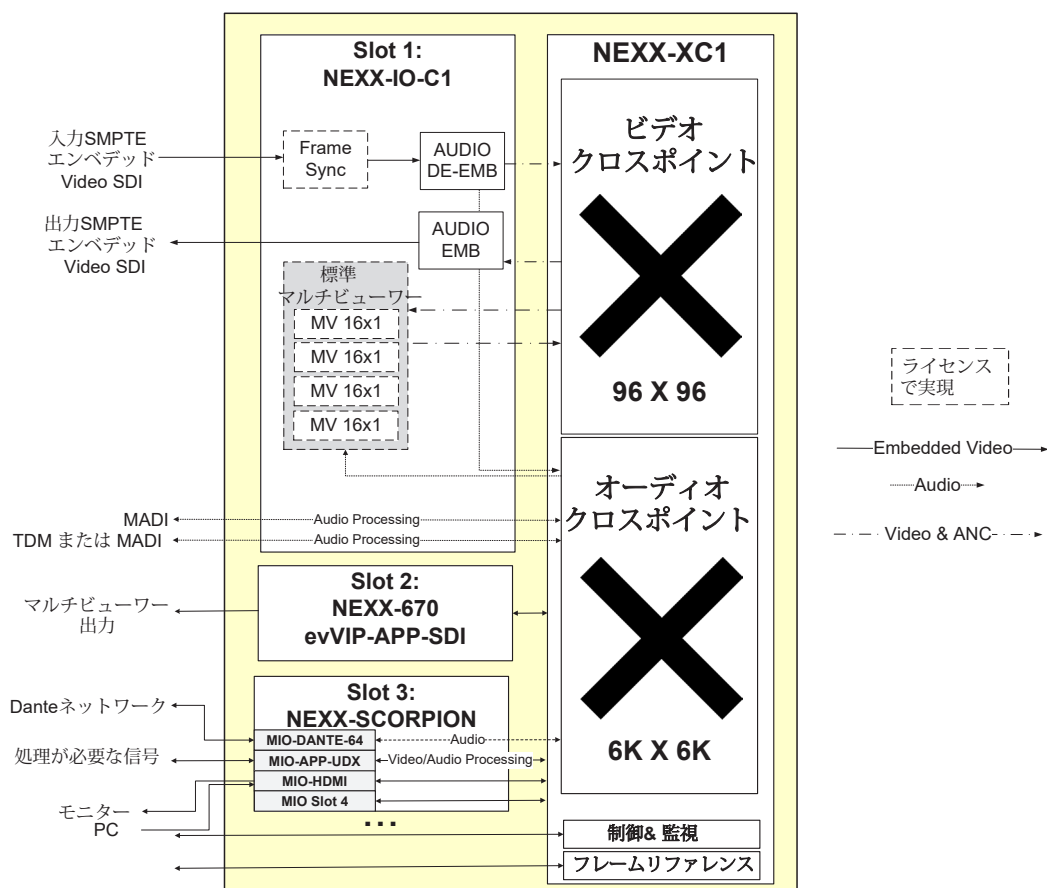 Slot 1:
NEXX-IO-C1
NEXX-XC1
入力SMPTE
エンベデッド
Video SDI
Frame
Sync
AUDIO
DE-EMB
ビデオ
クロスポイント
出力SMPTE
エンベデッド
Video SDI
AUDIO
EMB
標準
マルチビューワー
MV 16x1
MV 16x1
MV 16x1
MV 16x1
96 X 96
ライセンス
で実現
Embedded Video
Audio
Video & ANC
オーディオ
クロスポイント
MADI
Audio Processing
TDM または MADI
Audio Processing
Slot 2:
NEXX-670
evVIP-APP-SDI
マルチビューワー
出力
Slot 3:
NEXX-SCORPION
Danteネットワーク
MIO-DANTE-64
Audio
6K X 6K
処理が必要な信号
MIO-APP-UDX
Video/Audio Processing
MIO-HDMI
モニター
MIO Slot 4
PC
...
制御& 監視
フレームリファレンス